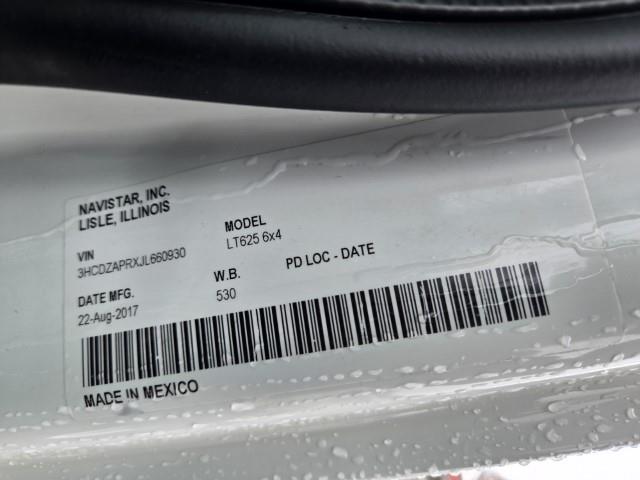 NAVISTAR, INC.
LISLE, ILLINOIS
MODEL
LT625 6x4
VIN
3HCDZAPRXJL660930
W.B.
530
PD LOC - DATE
DATE MFG.
22-Aug-2017
MADE IN MEXICO